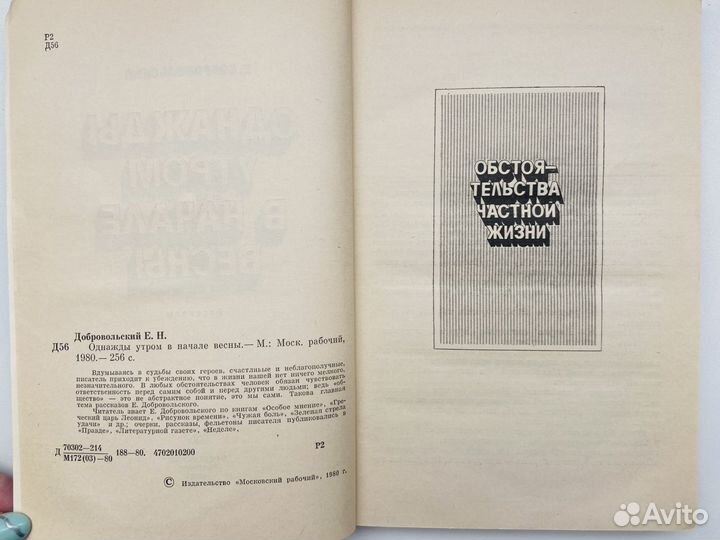 Р2
Д56
Добровольский Е. Н.
Д56 Однажды утром в начале весны.— М.: Моск. рабочий,
1980.— 256 с.
Вдумываясь в судьбы своих героев, счастливые и неблагополучные,
писатель приходит к убеждению, что в жизни нашей нет ничего мелкого,
незначительного. В любых обстоятельствах человек обязан чувствовать
ответственность перед самим собой и перед другими людьми; ведь «об-
щество» — это не абстрактное понятие, это мы сами. Такова главная
тема рассказов Е. Добровольского.
Читатель знает Е. Добровольского по книгам «Особое мнение», «Гре-
ческий царь Леонид», «Рисунок времени», «Чужая боль», «Зеленая стрела
удачи» и др.; очерки, рассказы, фельетоны писателя публиковались в
«Правде», «Литературной газете», «Неделе».
Д 70302—214
М172(03)—80 188—80. 4702010200 Р2
© Издательство «Московский рабочий», 1980 г.
ОБСТОЯ-
ТЕЛЬСТВА
ЧАСТНОЙ
ЖИЗНИ
Avito